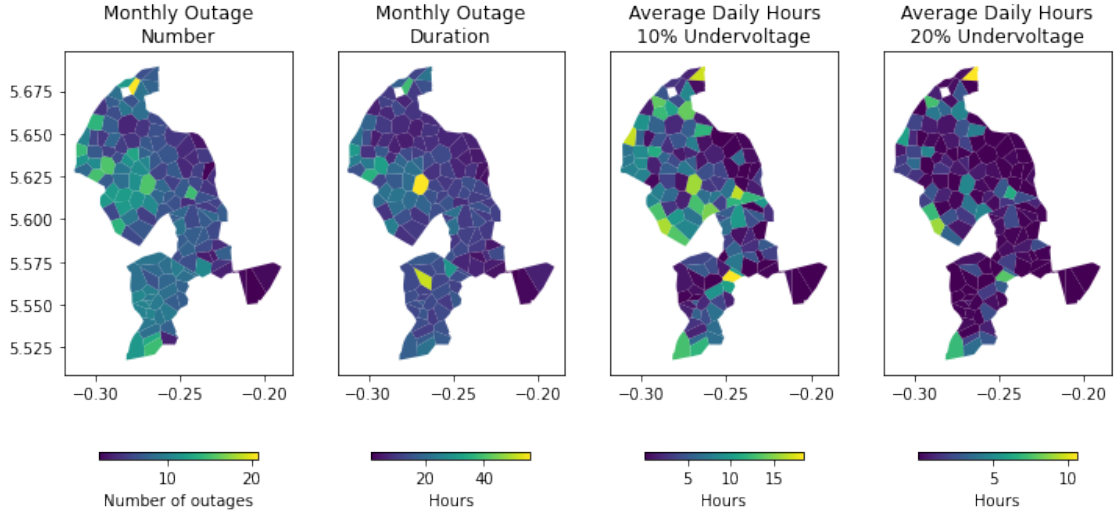 Monthly Outage
Number
Monthly Outage
Duration
Average Daily Hours
10% Undervoltage
Average Daily Hours
20% Undervoltage
5.675
5.650
5.625
5.600
5.575
5.550
5.525
−0.30 −0.25 −0.20
−0.30 −0.25 −0.20
−0.30 −0.25 −0.20
−0.30 −0.25 −0.20
10 20
Number of outages
20 40
Hours
5 10 15
Hours
5 10
Hours